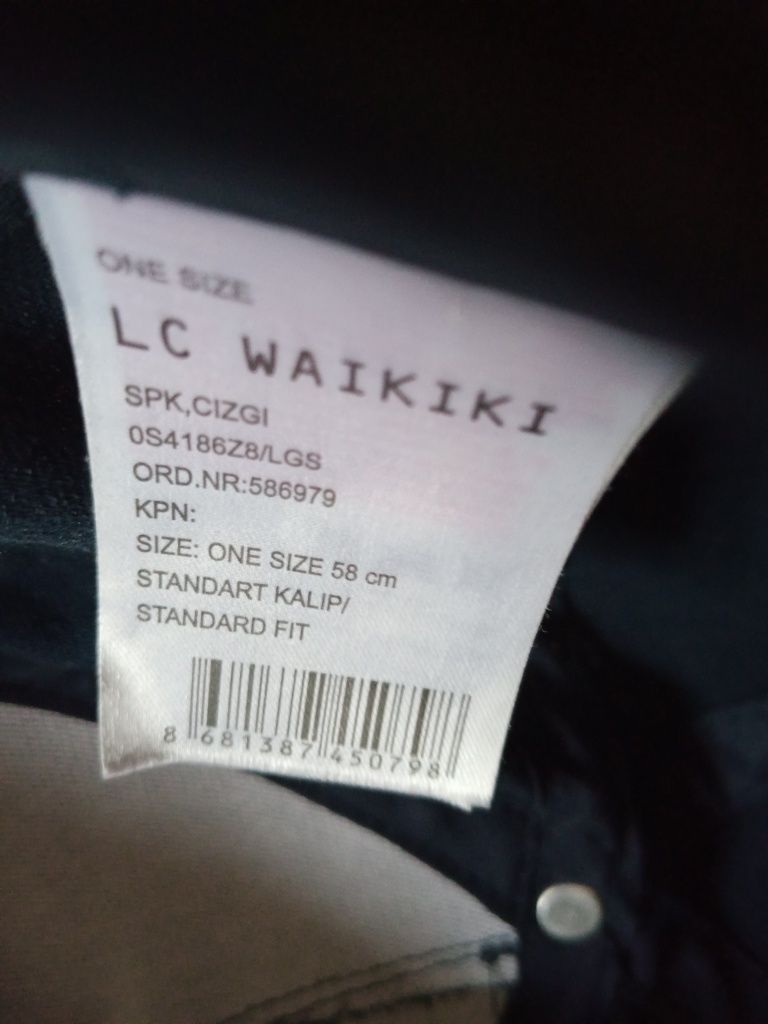 ONE SIZE
LC WAIKIKI
SPK,CIZGI
0S4186Z8/LGS
ORD.NR:586979
KPN:
SIZE: ONE SIZE 58 cm
STANDART KALIP/
STANDARD FIT
8 681387 450798